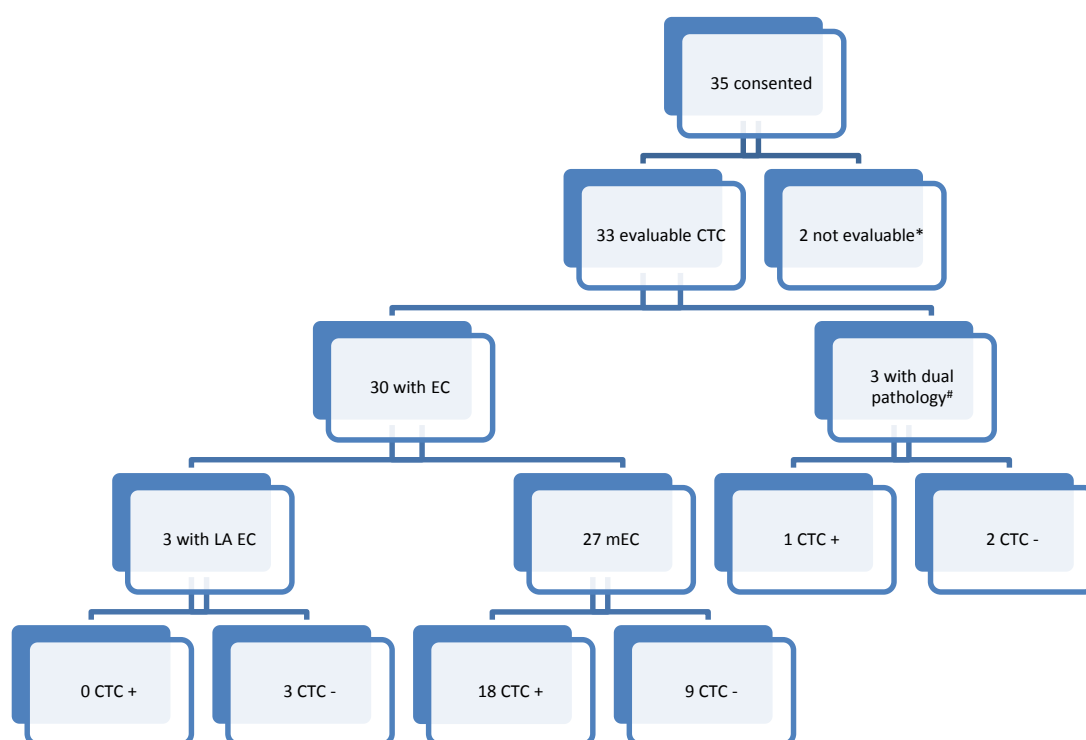 35 consented
33 evaluable CTC
2 not evaluable*
30 with EC
3 with dual
pathology#
3 with LA EC
27 mEC
1 CTC +
2 CTC -
0 CTC +
3 CTC -
18 CTC +
9 CTC -